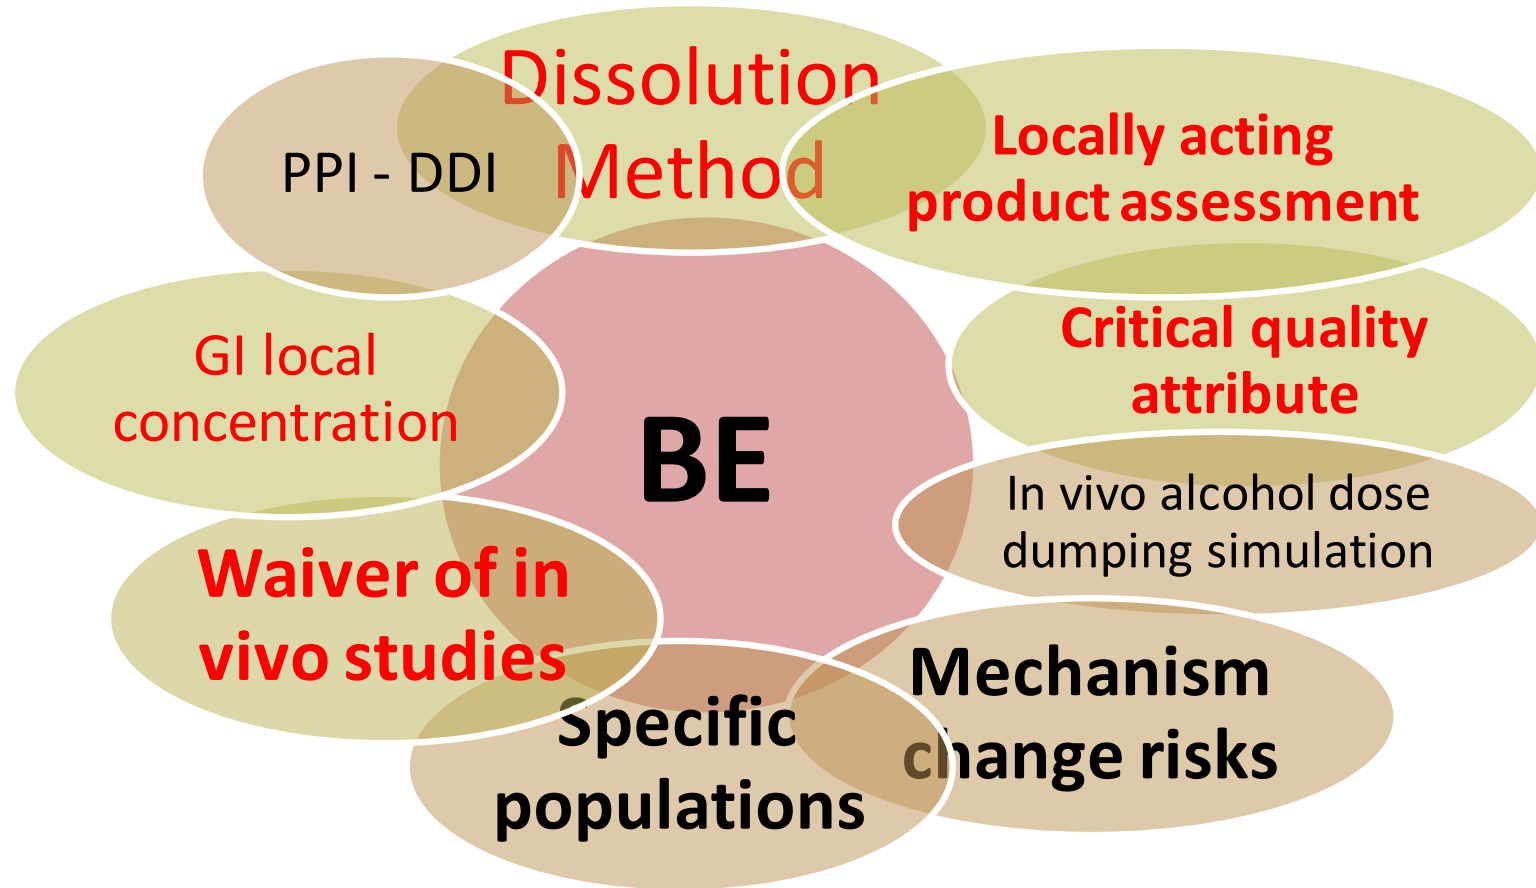 Dissolution
Method
Locally acting
product assessment
PPI - DDI
Critical quality
attribute
GI local
concentration
BE
In vivo alcohol dose
dumping simulation
Waiver of in
vivo studies
Mechanism
change risks
Specific
populations